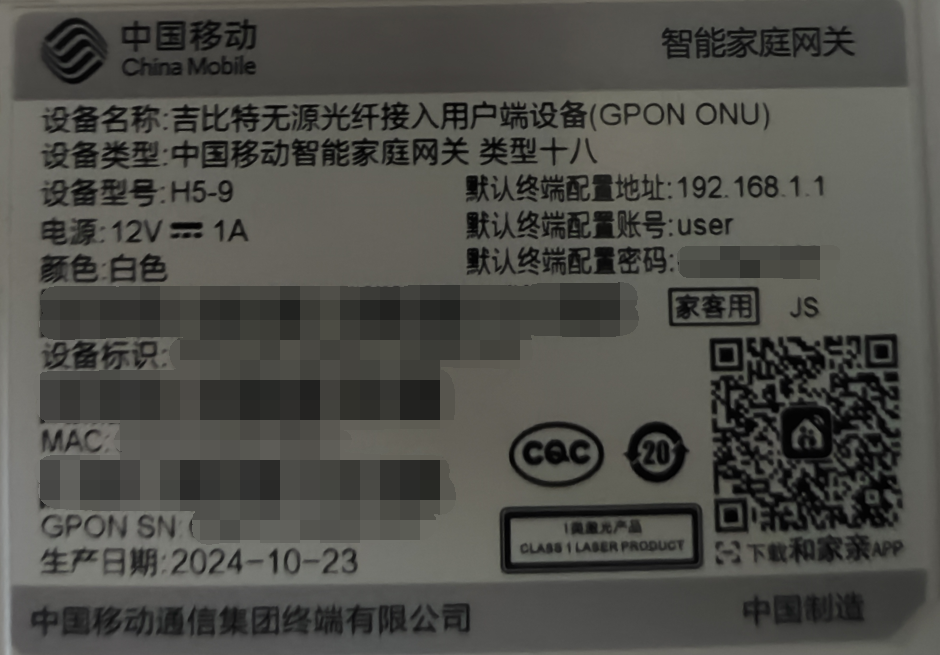 中国移动
China Mobile
智能家庭网关
设备名称:吉比特无源光纤接入用户端设备(GPON ONU)
设备类型:中国移动智能家庭网关 类型十八
设备型号:H5-9
默认终端配置地址:192.168.1.1
电源:12V 1A
默认终端配置账号:user
颜色:白色
默认终端配置密码:
家客用 JS
设备标识:
MAC:
CQC
20
GPON SN:
1类激光产品
CLASS 1 LASER PRODUCT
下载和家亲APP
生产日期:2024-10-23
中国移动通信集团终端有限公司
中国制造